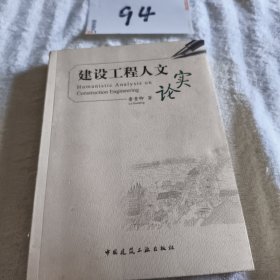 94
建设工程人文
实论
Humanistic Analysis on
Construction Engineering
著
中国建筑工业出版社